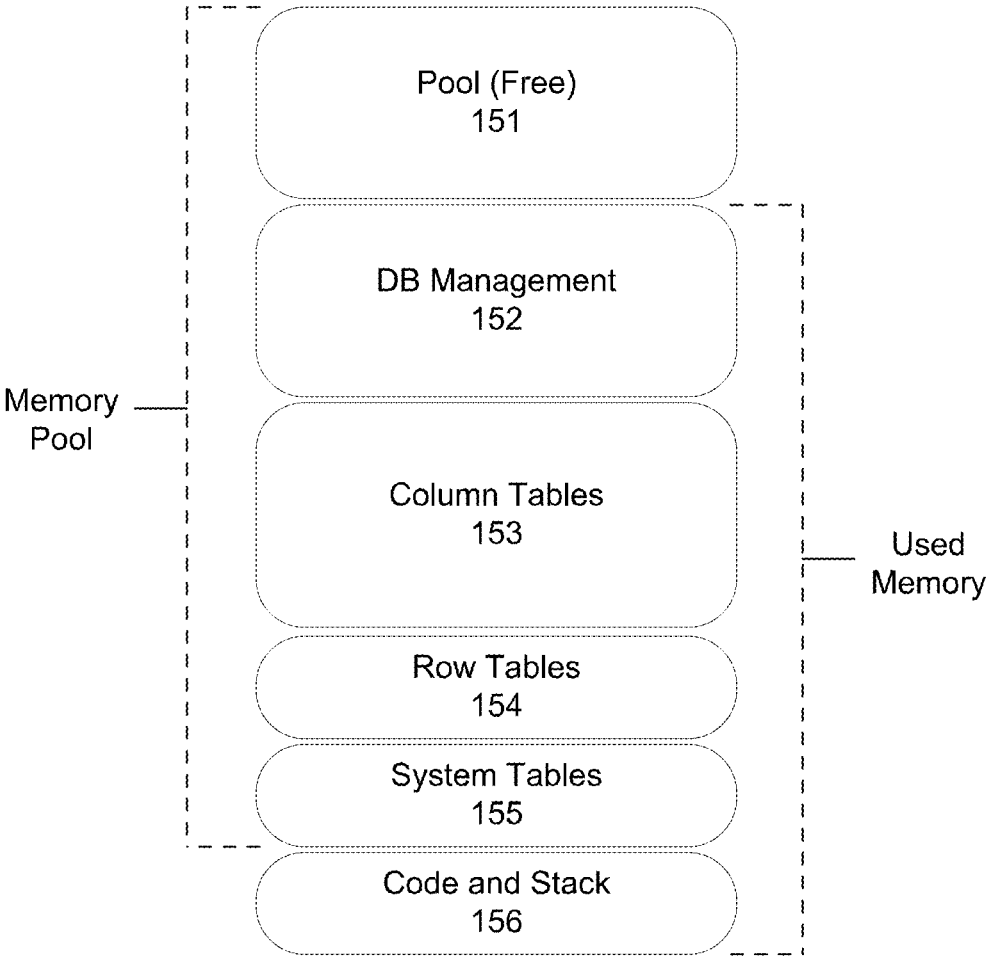 Pool (Free)
151
DB Management
152
Memory
Pool
Column Tables
153
Used
Memory
Row Tables
154
System Tables
155
Code and Stack
156